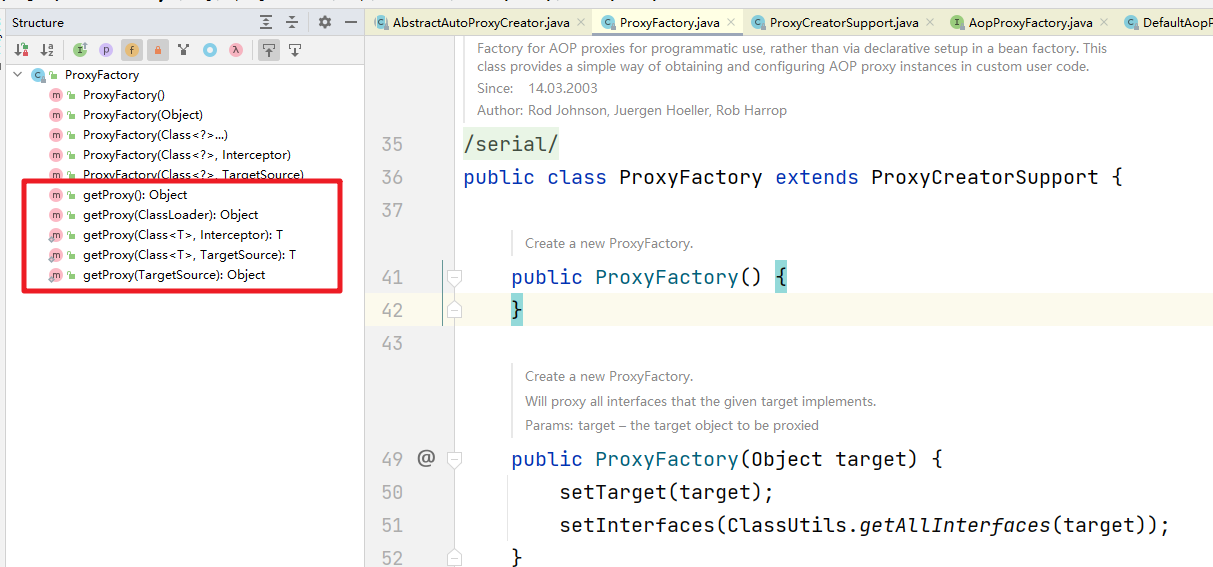 Structure
ProxyFactory
ProxyFactory()
ProxyFactory(Object)
ProxyFactory(Class<?>...)
ProxyFactory(Class<?>, Interceptor)
ProxyFactory(Class<?>, TargetSource)
getProxy(): Object
getProxy(ClassLoader): Object
getProxy(Class<T>, Interceptor): T
getProxy(Class<T>, TargetSource): T
getProxy(TargetSource): Object
AbstractAutoProxyCreator.java
ProxyFactory.java
ProxyCreatorSupport.java
AopProxyFactory.java
DefaultAopP
Factory for AOP proxies for programmatic use, rather than via declarative setup in a bean factory. This
class provides a simple way of obtaining and configuring AOP proxy instances in custom user code.
Since: 14.03.2003
Author: Rod Johnson, Juergen Hoeller, Rob Harrop
35 /serial/
36 public class ProxyFactory extends ProxyCreatorSupport {
37
Create a new ProxyFactory.
41 public ProxyFactory() {
42 }
43
Create a new ProxyFactory.
Will proxy all interfaces that the given target implements.
Params: target – the target object to be proxied
49 @ public ProxyFactory(Object target) {
50 setTarget(target);
51 setInterfaces(ClassUtils.getAllInterfaces(target));
52 }